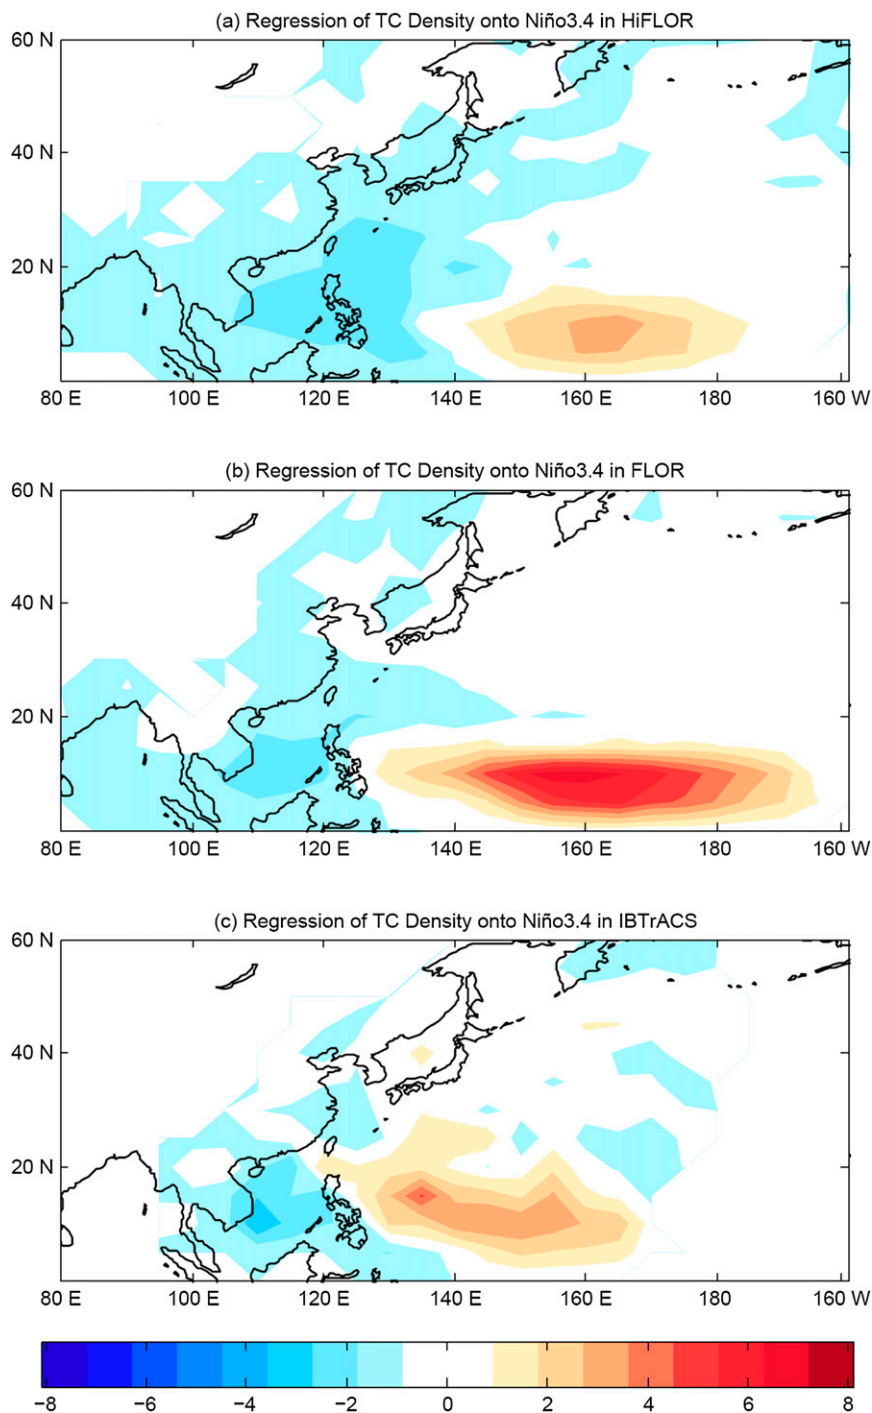 (a) Regression of TC Density onto Niño3.4 in HiFLOR
60 N
40 N
20 N
80 E 100 E 120 E 140 E 160 E 180 160 W
(b) Regression of TC Density onto Niño3.4 in FLOR
60 N
40 N
20 N
80 E 100 E 120 E 140 E 160 E 180 160 W
(c) Regression of TC Density onto Niño3.4 in IBTrACS
60 N
40 N
20 N
80 E 100 E 120 E 140 E 160 E 180 160 W
−8 −6 −4 −2 0 2 4 6 8